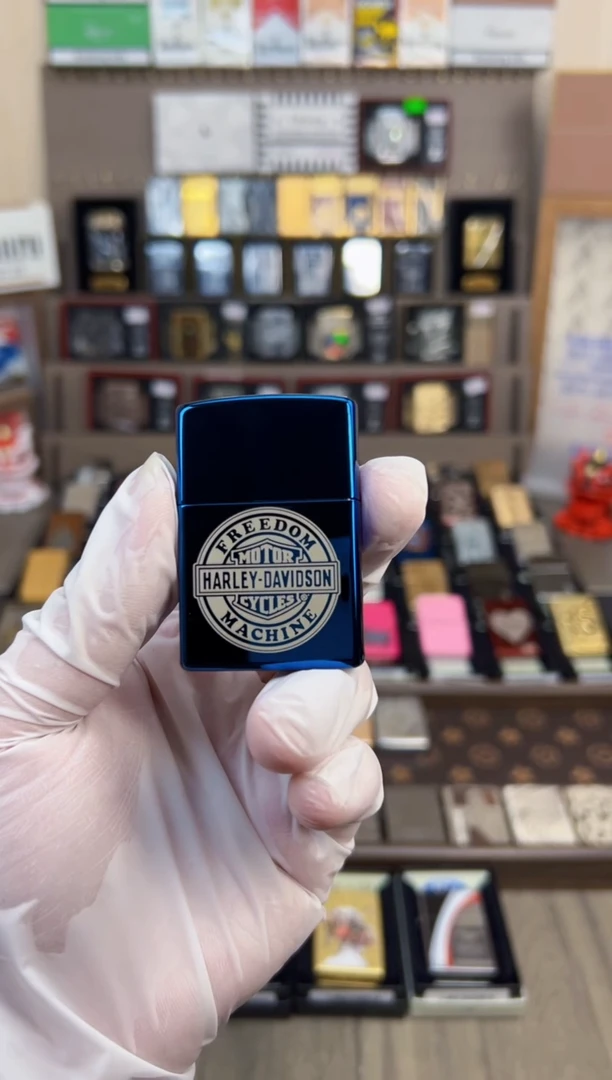 FREEDOM
MOTOR
HARLEY-DAVIDSON
CYCLES
MACHINE